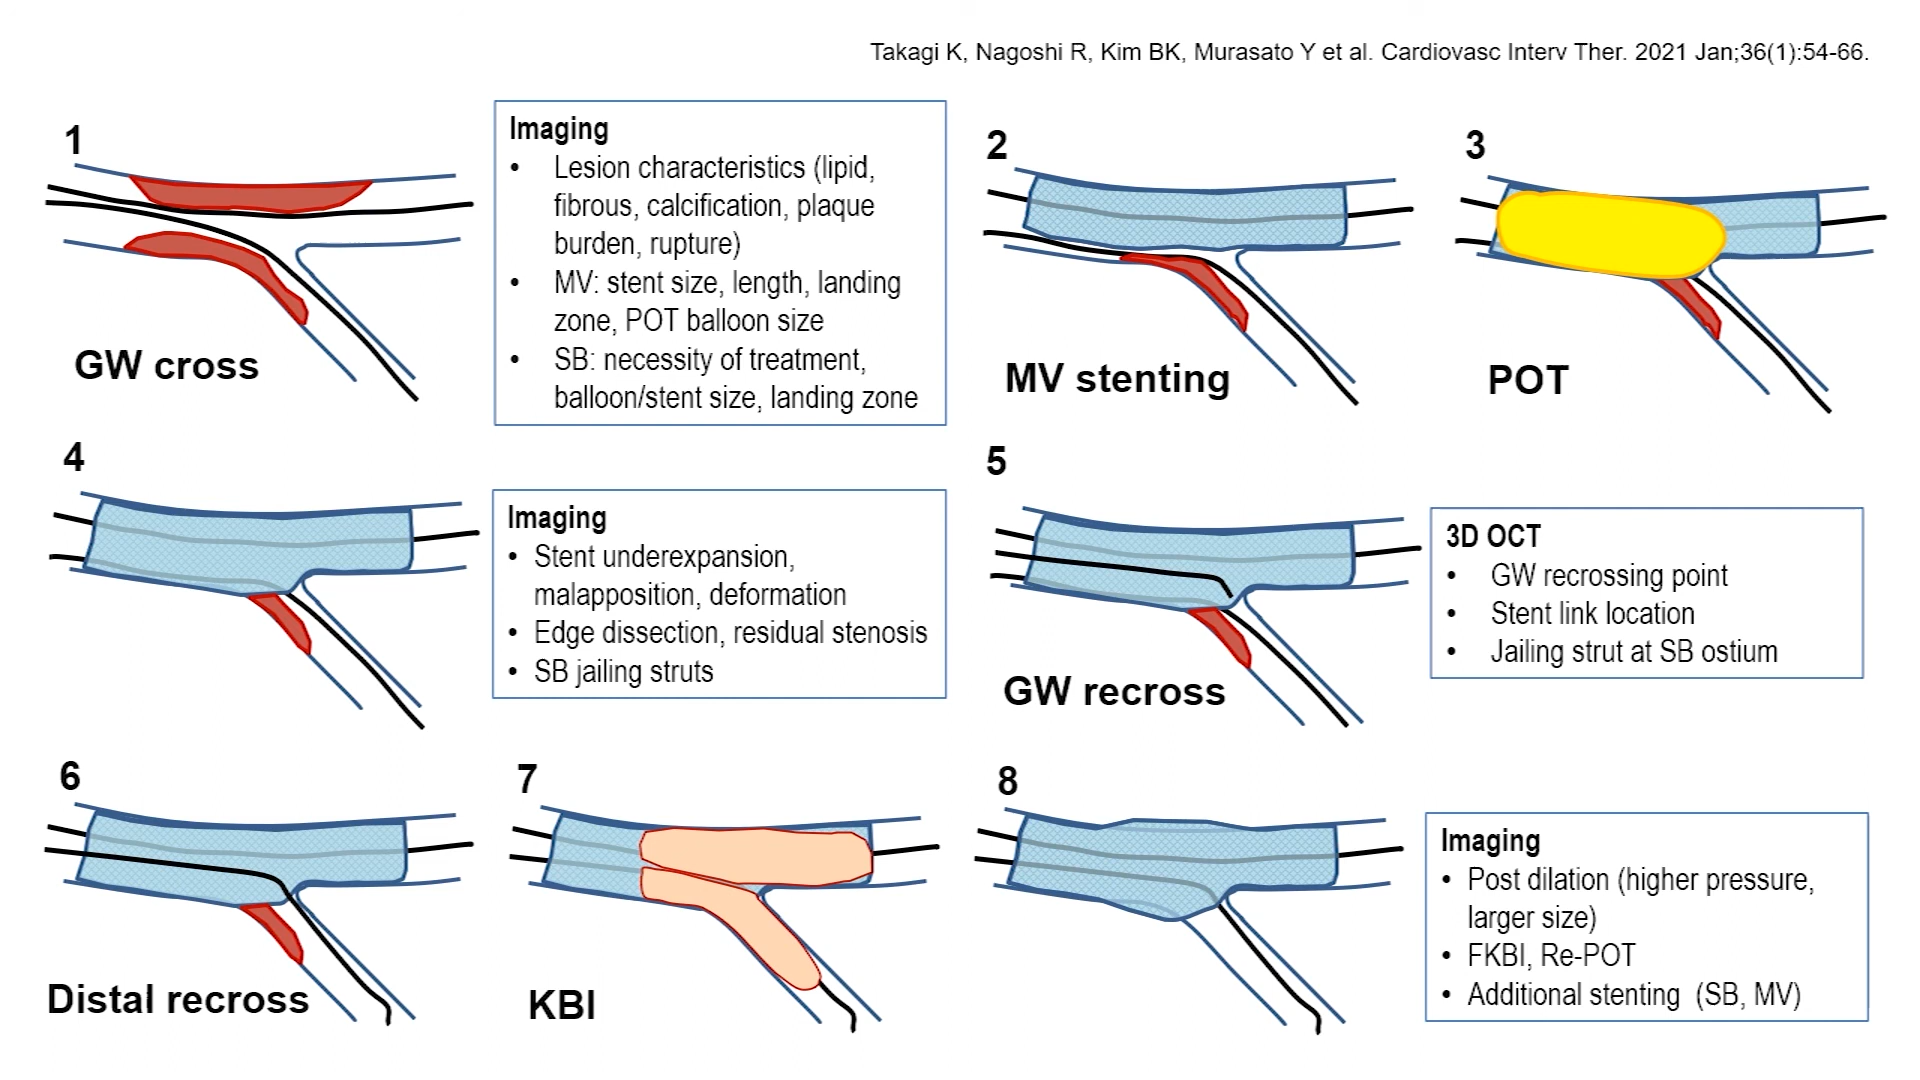 Takagi K, Nagoshi R, Kim BK, Murasato Y et al. Cardiovasc Interv Ther. 2021 Jan;36(1):54-66.
1
GW cross
Imaging
• Lesion characteristics (lipid,
fibrous, calcification, plaque
burden, rupture)
• MV: stent size, length, landing
zone, POT balloon size
• SB: necessity of treatment,
balloon/stent size, landing zone
2
MV stenting
3
POT
4
Imaging
• Stent underexpansion,
malapposition, deformation
• Edge dissection, residual stenosis
• SB jailing struts
5
GW recross
3D OCT
• GW recrossing point
• Stent link location
• Jailing strut at SB ostium
6
Distal recross
7
KBI
8
Imaging
• Post dilation (higher pressure,
larger size)
• FKBI, Re-POT
• Additional stenting (SB, MV)